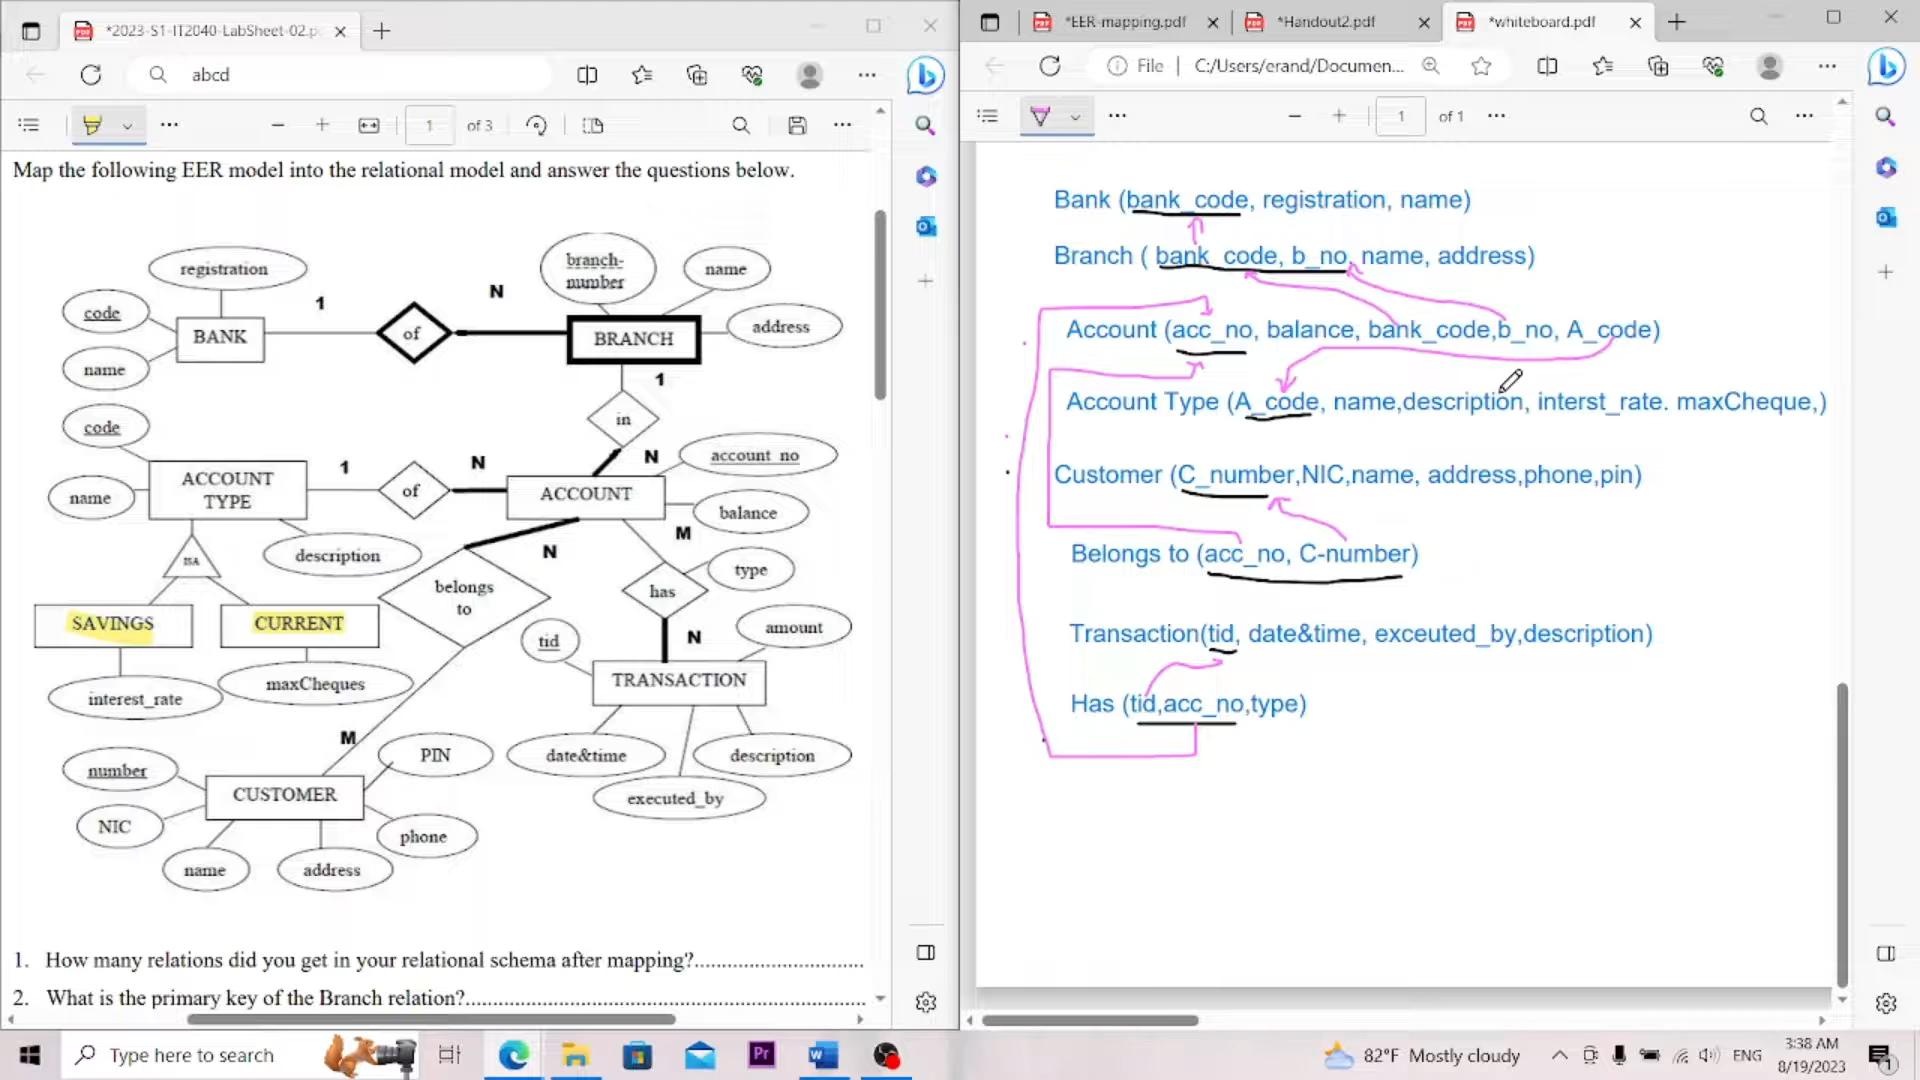 *2023-S1-IT2040-LabSheet-02.p
abcd
1 of 3
Map the following EER model into the relational model and answer the questions below.
registration
code
BANK
name
1
of
N
branch-
number
name
BRANCH
address
1
in
N
code
ACCOUNT
TYPE
name
1
of
N
ACCOUNT
account_no
balance
description
ISA
SAVINGS
CURRENT
interest_rate
maxCheques
N
belongs
to
M
M
type
has
N
tid
amount
TRANSACTION
date&time
description
executed_by
PIN
number
CUSTOMER
NIC
phone
name
address
1. How many relations did you get in your relational schema after mapping?..............................
2. What is the primary key of the Branch relation?......................................................................
*EER-mapping.pdf
*Handout2.pdf
*whiteboard.pdf
File | C:/Users/erand/Documen...
1 of 1
Bank (bank_code, registration, name)
Branch ( bank_code, b_no, name, address)
Account (acc_no, balance, bank_code,b_no, A_code)
Account Type (A_code, name,description, interst_rate. maxCheque,)
Customer (C_number,NIC,name, address,phone,pin)
Belongs to (acc_no, C-number)
Transaction(tid, date&time, exceuted_by,description)
Has (tid,acc_no,type)
Type here to search
Pr
82°F Mostly cloudy
ENG
3:38 AM
8/19/2023
1